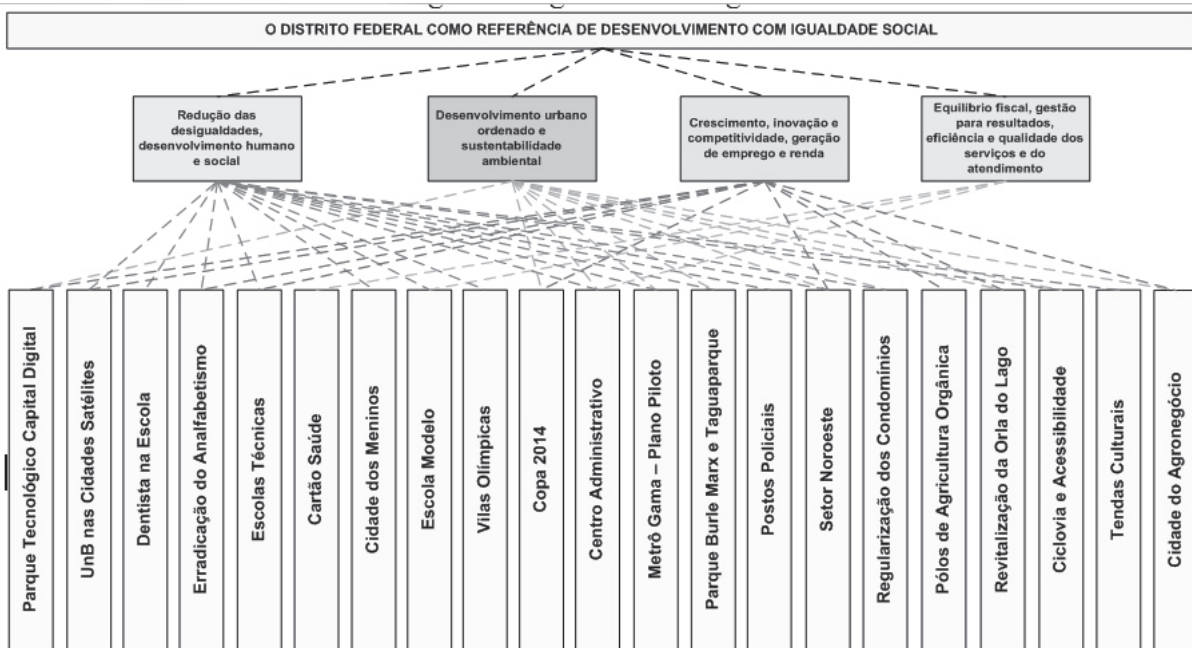 O DISTRITO FEDERAL COMO REFERÊNCIA DE DESENVOLVIMENTO COM IGUALDADE SOCIAL
Redução das
desigualdades,
desenvolvimento humano
e social
Desenvolvimento urbano
ordenado e
sustentabilidade
ambiental
Crescimento, inovação e
competitividade, geração
de emprego e renda
Equilíbrio fiscal, gestão
para resultados,
eficiência e qualidade dos
serviços e do
atendimento
Parque Tecnológico Capital Digital
UnB nas Cidades Satélites
Dentista na Escola
Erradicação do Analfabetismo
Escolas Técnicas
Cartão Saúde
Cidade dos Meninos
Escola Modelo
Vilas Olímpicas
Copa 2014
Centro Administrativo
Metrô Gama – Plano Piloto
Parque Burle Marx e Taguaparque
Postos Policiais
Setor Noroeste
Regularização dos Condomínios
Pólos de Agricultura Orgânica
Revitalização da Orla do Lago
Ciclovia e Acessibilidade
Tendas Culturais
Cidade do Agronegócio